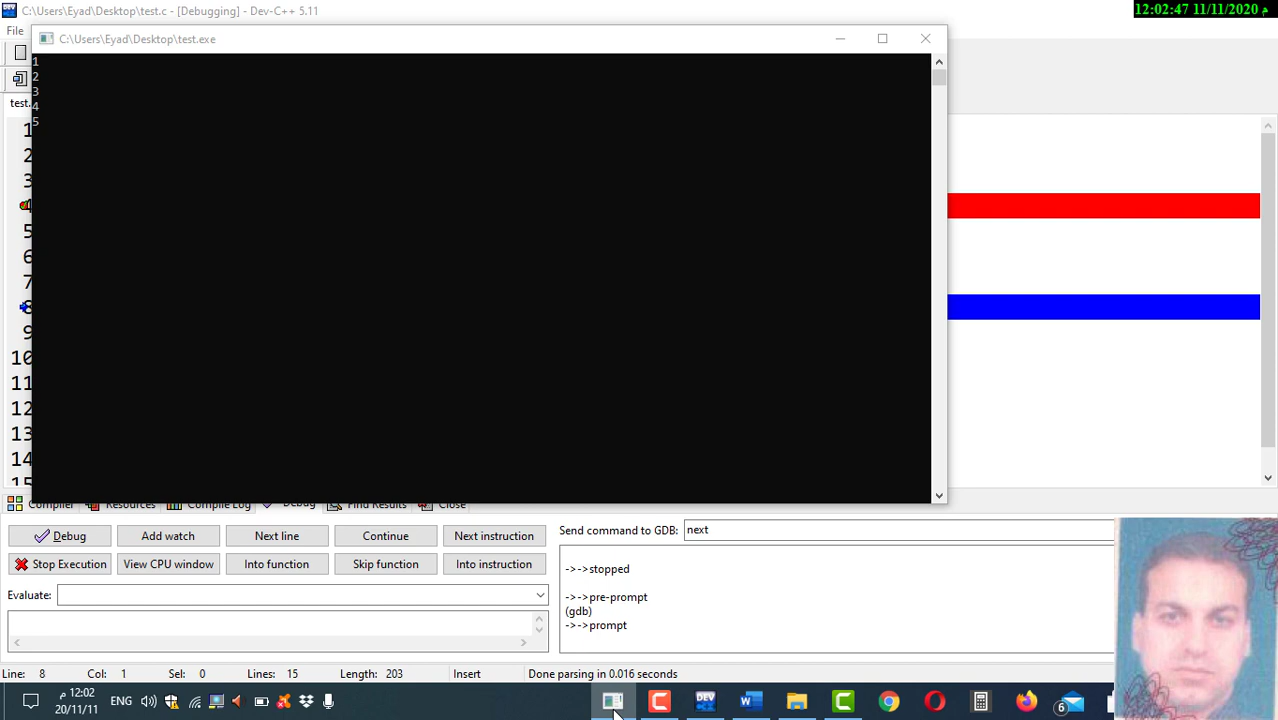 C:\Users\Eyad\Desktop\test.c - [Debugging] - Dev-C++ 5.11
12:02:47 11/11/2020 م
File
C:\Users\Eyad\Desktop\test.exe
1
2
3
4
5
test.
1
2
3
4
5
6
7
8
9
10
11
12
13
14
15
Compiler Resources Compile Log Debug Find Results Close
Debug Add watch Next line Continue Next instruction
Send command to GDB: next
Stop Execution View CPU window Into function Skip function Into instruction
Evaluate:
->->stopped
->->pre-prompt
(gdb)
->->prompt
Line: 8 Col: 1 Sel: 0 Lines: 15 Length: 203 Insert Done parsing in 0.016 seconds
12:02 م
20/11/11
ENG
DEV
W
6